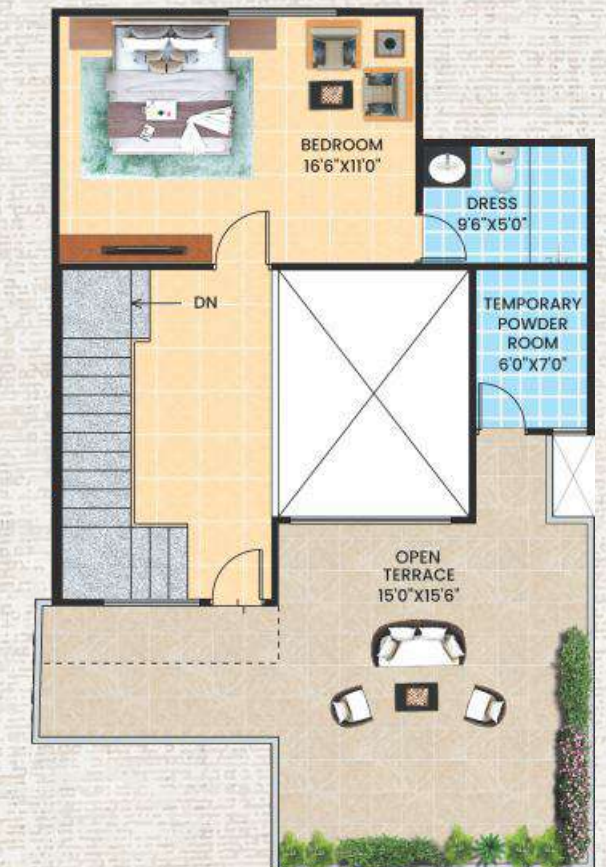 BEDROOM
16'6"X11'0"
DRESS
9'6"X5'0"
DN
TEMPORARY
POWDER
ROOM
6'0"X7'0"
OPEN
TERRACE
15'0"X15'6"